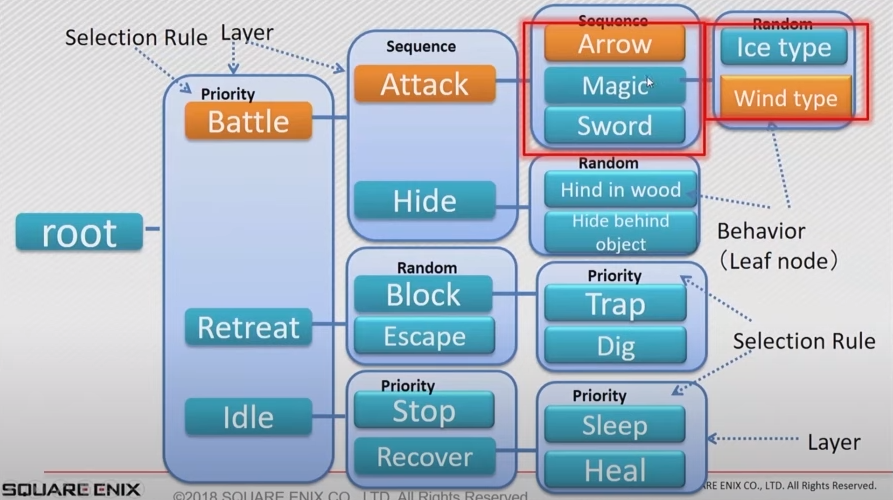 Selection Rule
Layer
Priority
Battle
root
Retreat
Idle
Sequence
Attack
Hide
Random
Block
Escape
Priority
Stop
Recover
Sequence
Arrow
Magic
Sword
Random
Ice type
Wind type
Random
Hind in wood
Hide behind
object
Behavior
（Leaf node）
Priority
Trap
Dig
Selection Rule
Priority
Sleep
Heal
Layer
SQUARE ENIX
©2018 SQUARE ENIX CO., LTD. All Rights Reserved.
RE ENIX CO., LTD. All Rights Reserved.